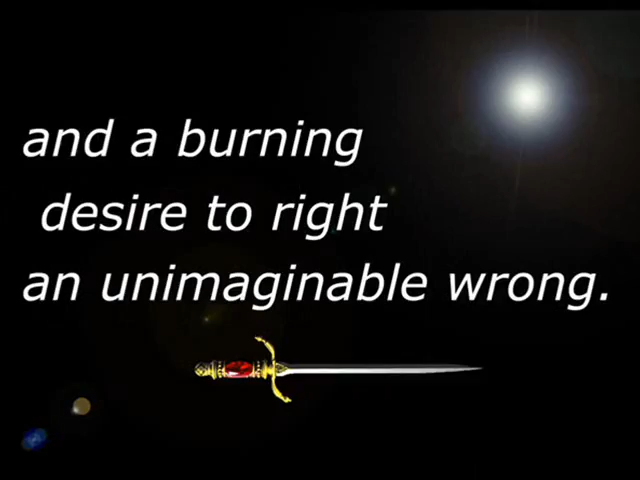 and a burning
desire to right
an unimaginable wrong.